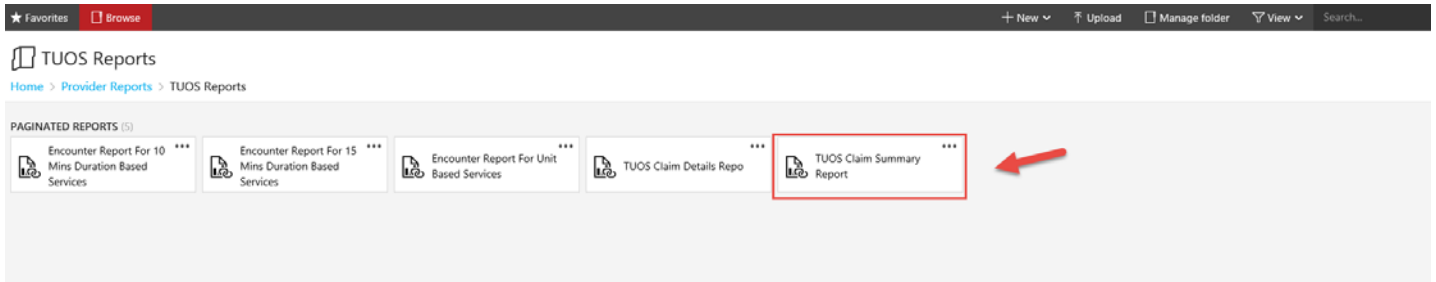 Favorites
Browse
New
Upload
Manage folder
View
Search...
TUOS Reports
Home > Provider Reports > TUOS Reports
PAGINATED REPORTS (5)
Encounter Report For 10
Mins Duration Based
Services
Encounter Report For 15
Mins Duration Based
Services
Encounter Report For Unit
Based Services
TUOS Claim Details Repo
TUOS Claim Summary
Report